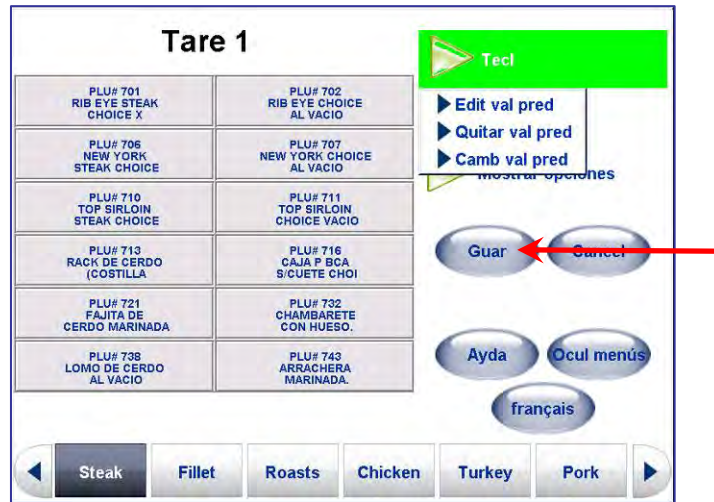 Tare 1
Tecl
PLU# 701
RIB EYE STEAK
CHOICE X
PLU# 702
RIB EYE CHOICE
AL VACIO
Edit val pred
Quitar val pred
Camb val pred
Mostrar opciones
PLU# 706
NEW YORK
STEAK CHOICE
PLU# 707
NEW YORK CHOICE
AL VACIO
PLU# 710
TOP SIRLOIN
STEAK CHOICE
PLU# 711
TOP SIRLOIN
CHOICE VACIO
PLU# 713
RACK DE CERDO
(COSTILLA
PLU# 716
CAJA P BCA
S/CUETE CHOI
Guar
Cancel
PLU# 721
FAJITA DE
CERDO MARINADA
PLU# 732
CHAMBARETE
CON HUESO.
PLU# 738
LOMO DE CERDO
AL VACIO
PLU# 743
ARRACHERA
MARINADA.
Ayda
Ocul menús
français
Steak
Fillet
Roasts
Chicken
Turkey
Pork